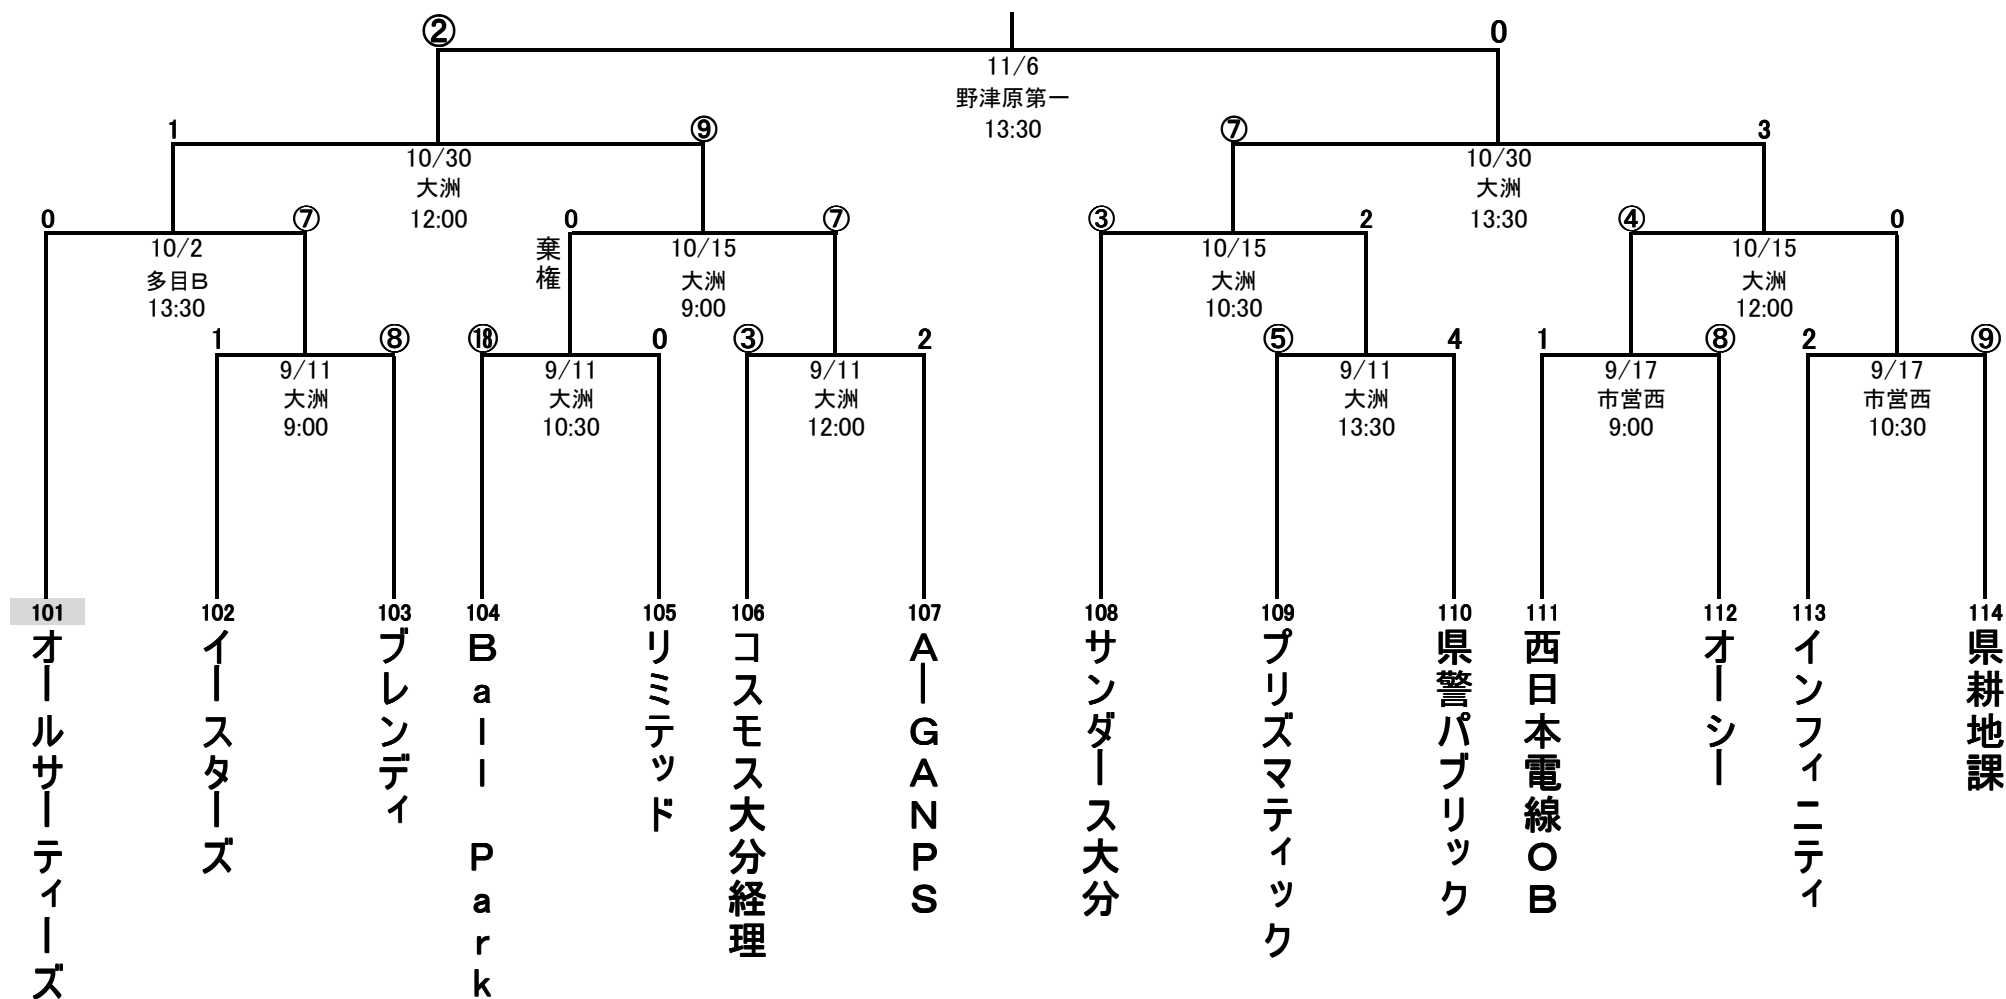 ② 0
11/6
野津原第一
13:30
1 ⑨ ⑦ 3
10/30 10/30
大洲 大洲
12:00 13:30
0 ⑦ 0 ⑦ ③ 2 ④ 0
棄権
10/2 10/15 10/15 10/15
多目B 大洲 大洲 大洲
13:30 9:00 10:30 12:00
1 ⑧ ⑱ 0 ③ 2 ⑤ 4 1 ⑧ 2 ⑨
9/11 9/11 9/11 9/11 9/17 9/17
大洲 大洲 大洲 大洲 市営西 市営西
9:00 10:30 12:00 13:30 9:00 10:30
101 102 103 104 105 106 107 108 109 110 111 112 113 114
オールサーティーズ
イースターズ
ブレンディ
Ball Park
リミテッド
コスモス大分経理
A－GANPS
サンダース大分
プリズマティック
県警パブリック
西日本電線OB
オーシー
インフィニティ
県耕地課